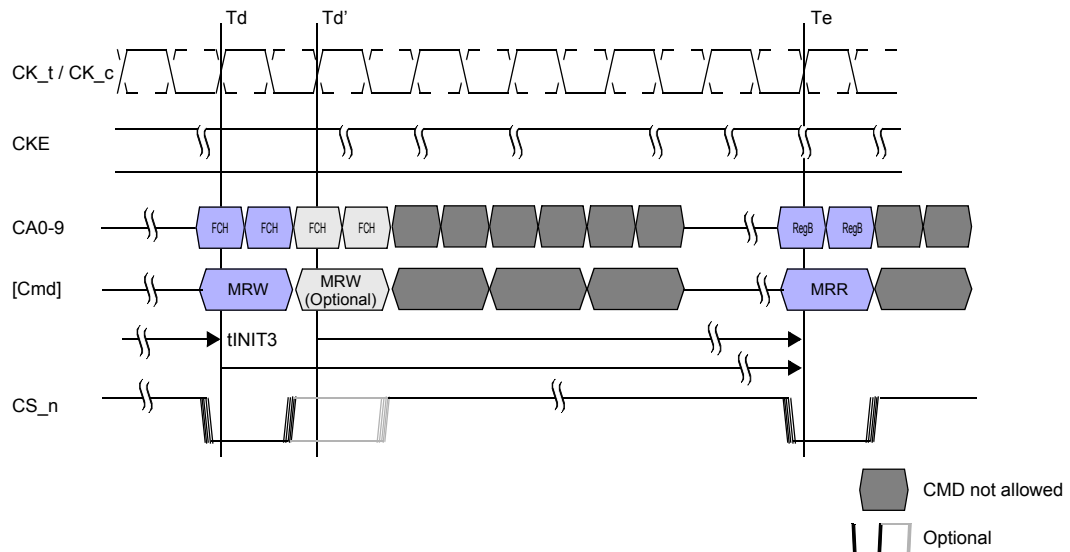 Td
Td’
Te
CK_t / CK_c
CKE
CA0-9
FCH
FCH
FCH
FCH
RegB
RegB
[Cmd]
MRW
MRW
(Optional)
MRR
tINIT3
CS_n
CMD not allowed
Optional